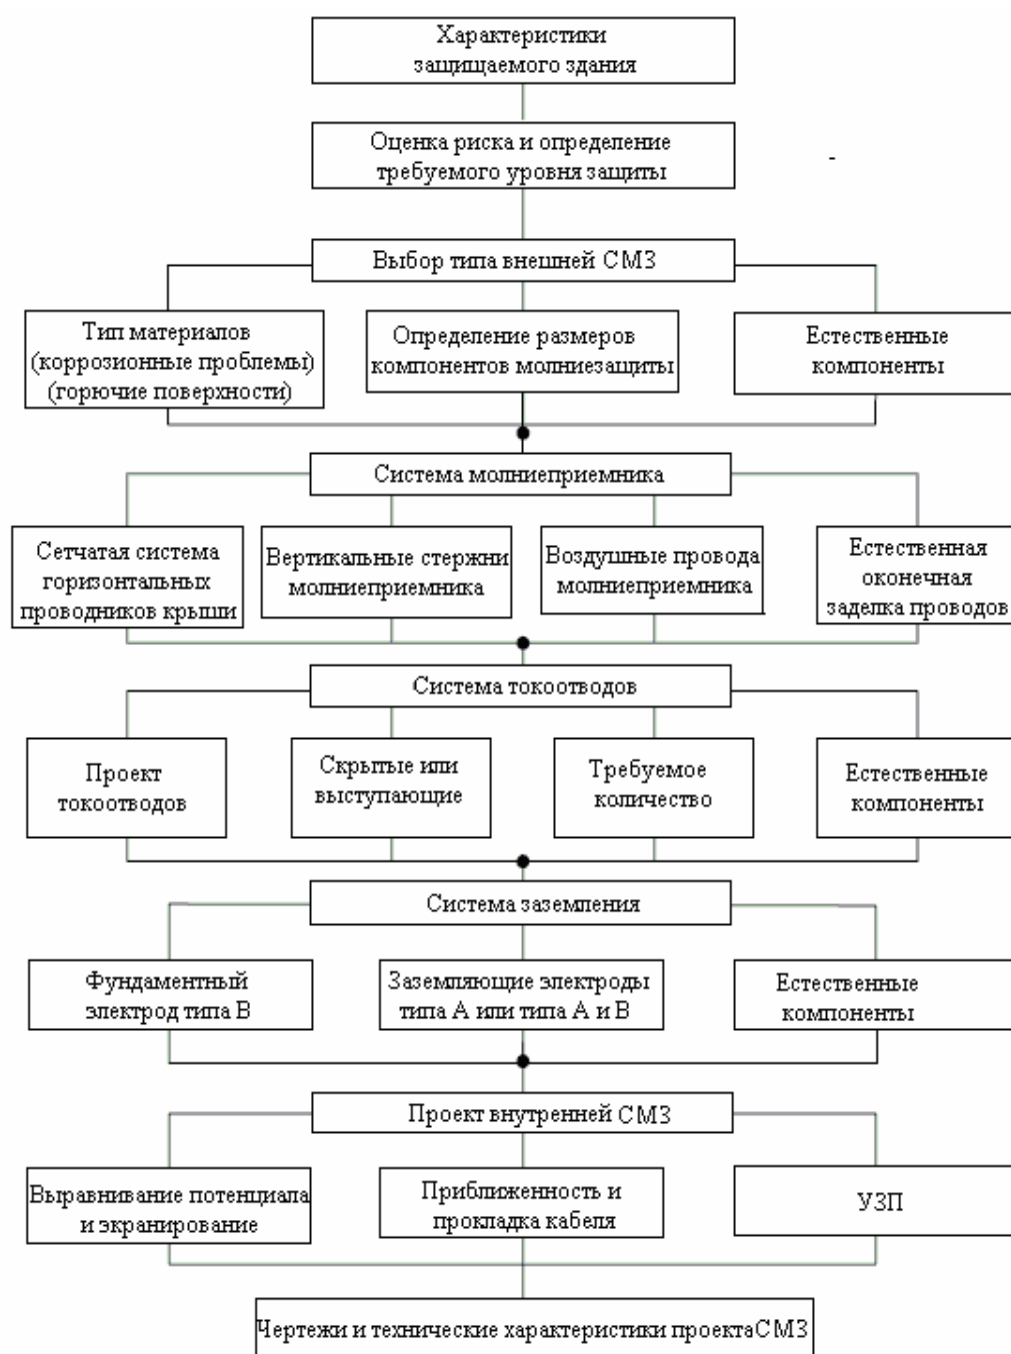 Характеристики
защищаемого здания
Оценка риска и определение
требуемого уровня защиты
-
Выбор типа внешней СМЗ
Тип материалов
(коррозионные проблемы)
(горючие поверхности)
Определение размеров
компонентов молниезащиты
Естественные
компоненты
Система молниеприемника
Сетчатая система
горизонтальных
проводников крыши
Вертикальные стержни
молниеприемника
Воздушные провода
молниеприемника
Естественная
оконечная
заделка проводов
Система токоотводов
Проект
токоотводов
Скрытые или
выступающие
Требуемое
количество
Естественные
компоненты
Система заземления
Фундаментный
электрод типа В
Заземляющие электроды
типа А или типа А и В
Естественные
компоненты
Проект внутренней СМЗ
Выравнивание потенциала
и экранирование
Приближенность и
прокладка кабеля
УЗП
Чертежи и технические характеристики проектаСМЗ